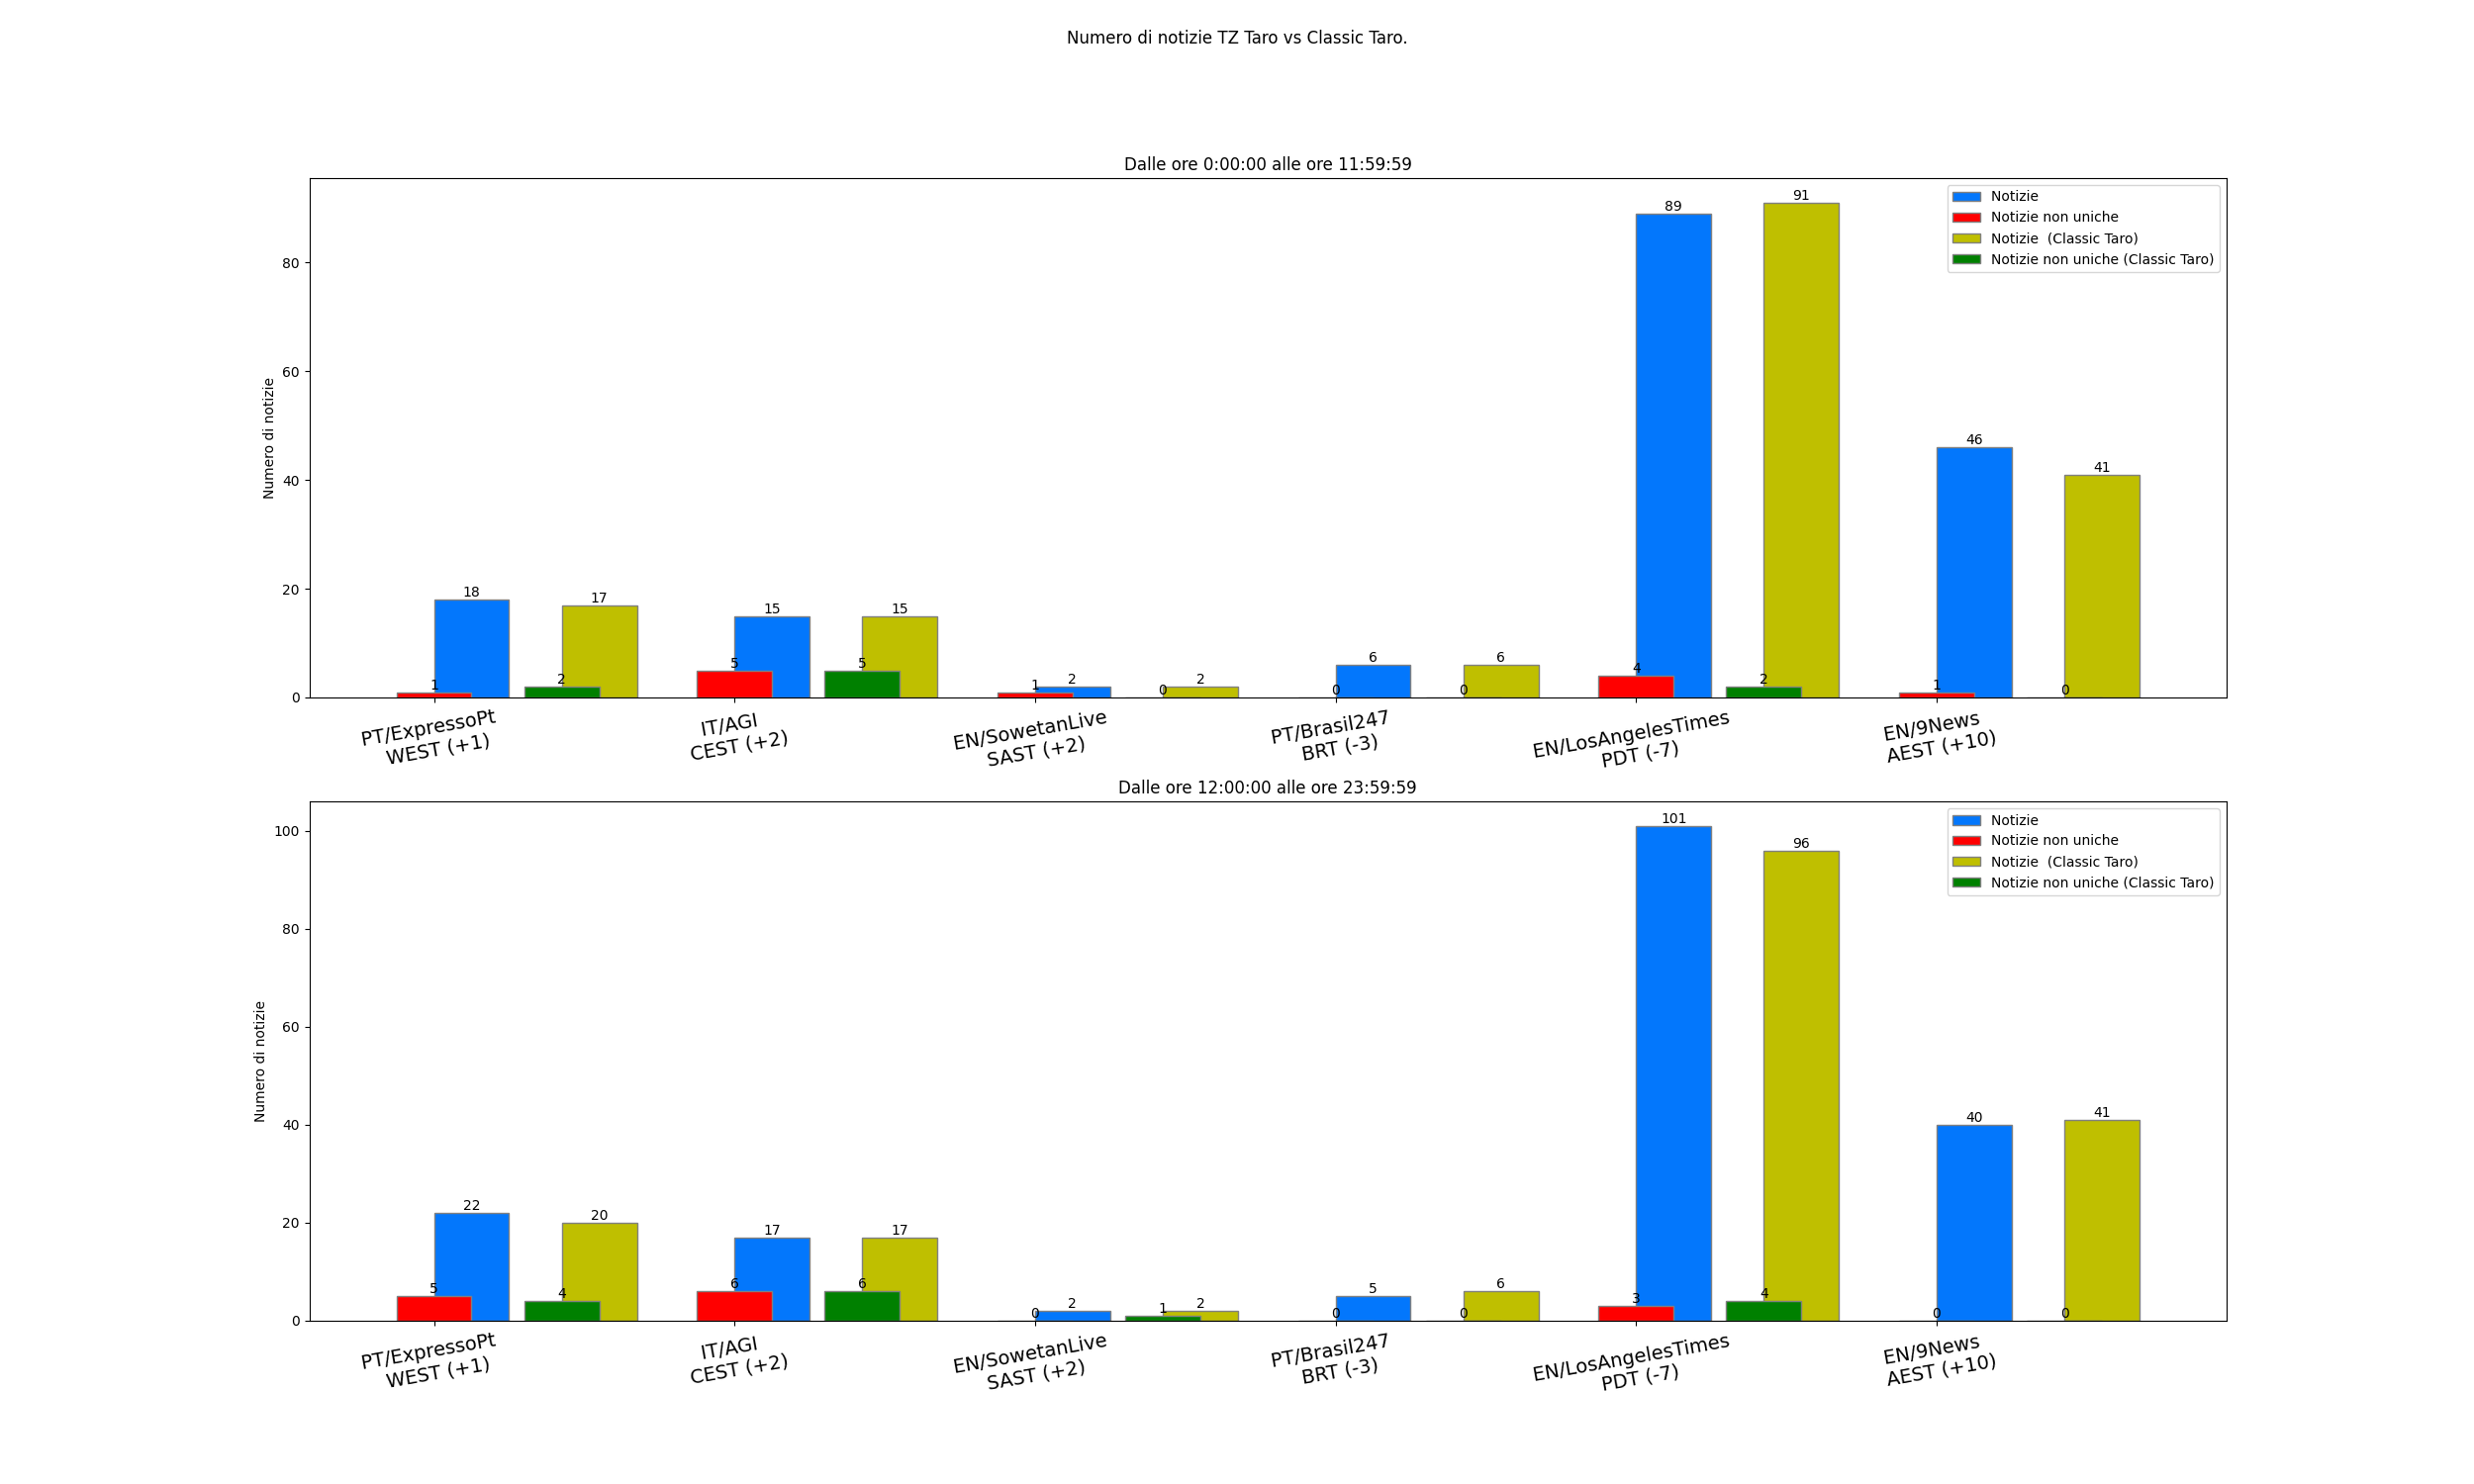 Numero di notizie TZ Taro vs Classic Taro.
Dalle ore 0:00:00 alle ore 11:59:59
Numero di notizie
80
60
40
20
0
Notizie
Notizie non uniche
Notizie  (Classic Taro)
Notizie non uniche (Classic Taro)
1
18
2
17
5
15
5
15
1
2
0
2
0
6
0
6
4
89
2
91
1
46
0
41
PT/ExpressoPt
WEST (+1)
IT/AGI
CEST (+2)
EN/SowetanLive
SAST (+2)
PT/Brasil247
BRT (-3)
EN/LosAngelesTimes
PDT (-7)
EN/9News
AEST (+10)
Dalle ore 12:00:00 alle ore 23:59:59
Numero di notizie
100
80
60
40
20
0
Notizie
Notizie non uniche
Notizie  (Classic Taro)
Notizie non uniche (Classic Taro)
5
22
4
20
6
17
6
17
0
2
1
2
0
5
0
6
3
101
4
96
0
40
0
41
PT/ExpressoPt
WEST (+1)
IT/AGI
CEST (+2)
EN/SowetanLive
SAST (+2)
PT/Brasil247
BRT (-3)
EN/LosAngelesTimes
PDT (-7)
EN/9News
AEST (+10)